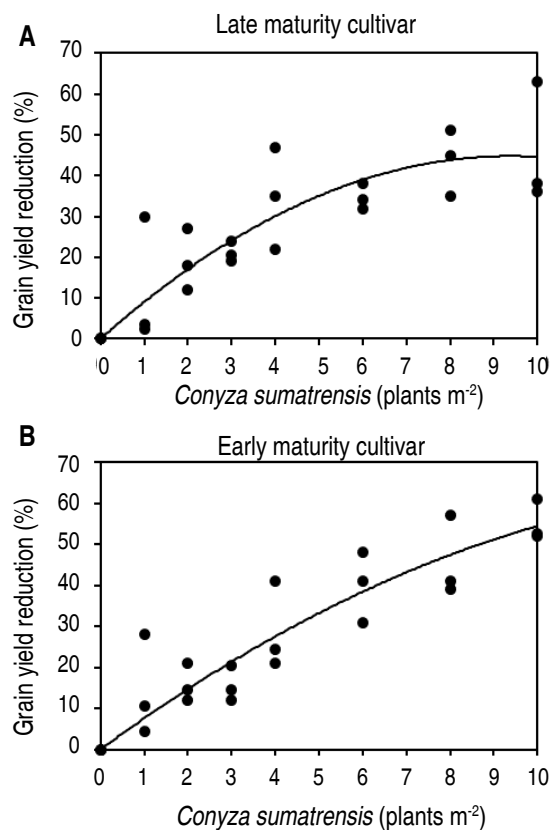 A
Late maturity cultivar
Grain yield reduction (%)
70
60
50
40
30
20
10
0
0 1 2 3 4 5 6 7 8 9 10
Conyza sumatrensis (plants m-2)
B
Early maturity cultivar
Grain yield reduction (%)
70
60
50
40
30
20
10
0
0 1 2 3 4 5 6 7 8 9 10
Conyza sumatrensis (plants m-2)